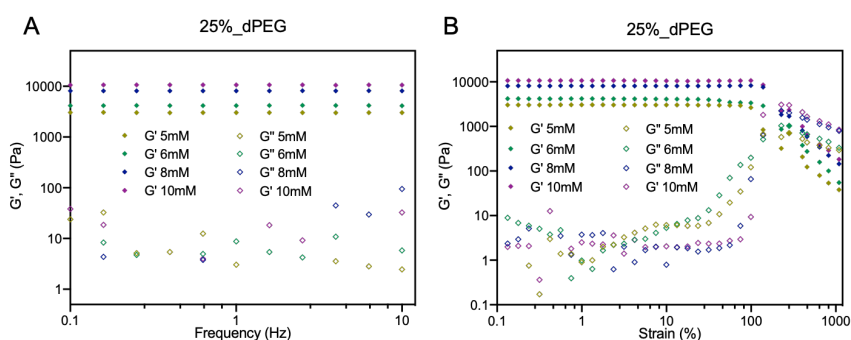 A
25%_dPEG
G', G'' (Pa)
10000
1000
100
10
1
G' 5mM
G'' 5mM
G' 6mM
G'' 6mM
G' 8mM
G'' 8mM
G' 10mM
G' 10mM
0.1
1
10
Frequency (Hz)
B
25%_dPEG
G', G'' (Pa)
10000
1000
100
10
1
0.1
G' 5mM
G'' 5mM
G' 6mM
G'' 6mM
G' 8mM
G'' 8mM
G' 10mM
G' 10mM
0.1
1
10
100
1000
Strain (%)